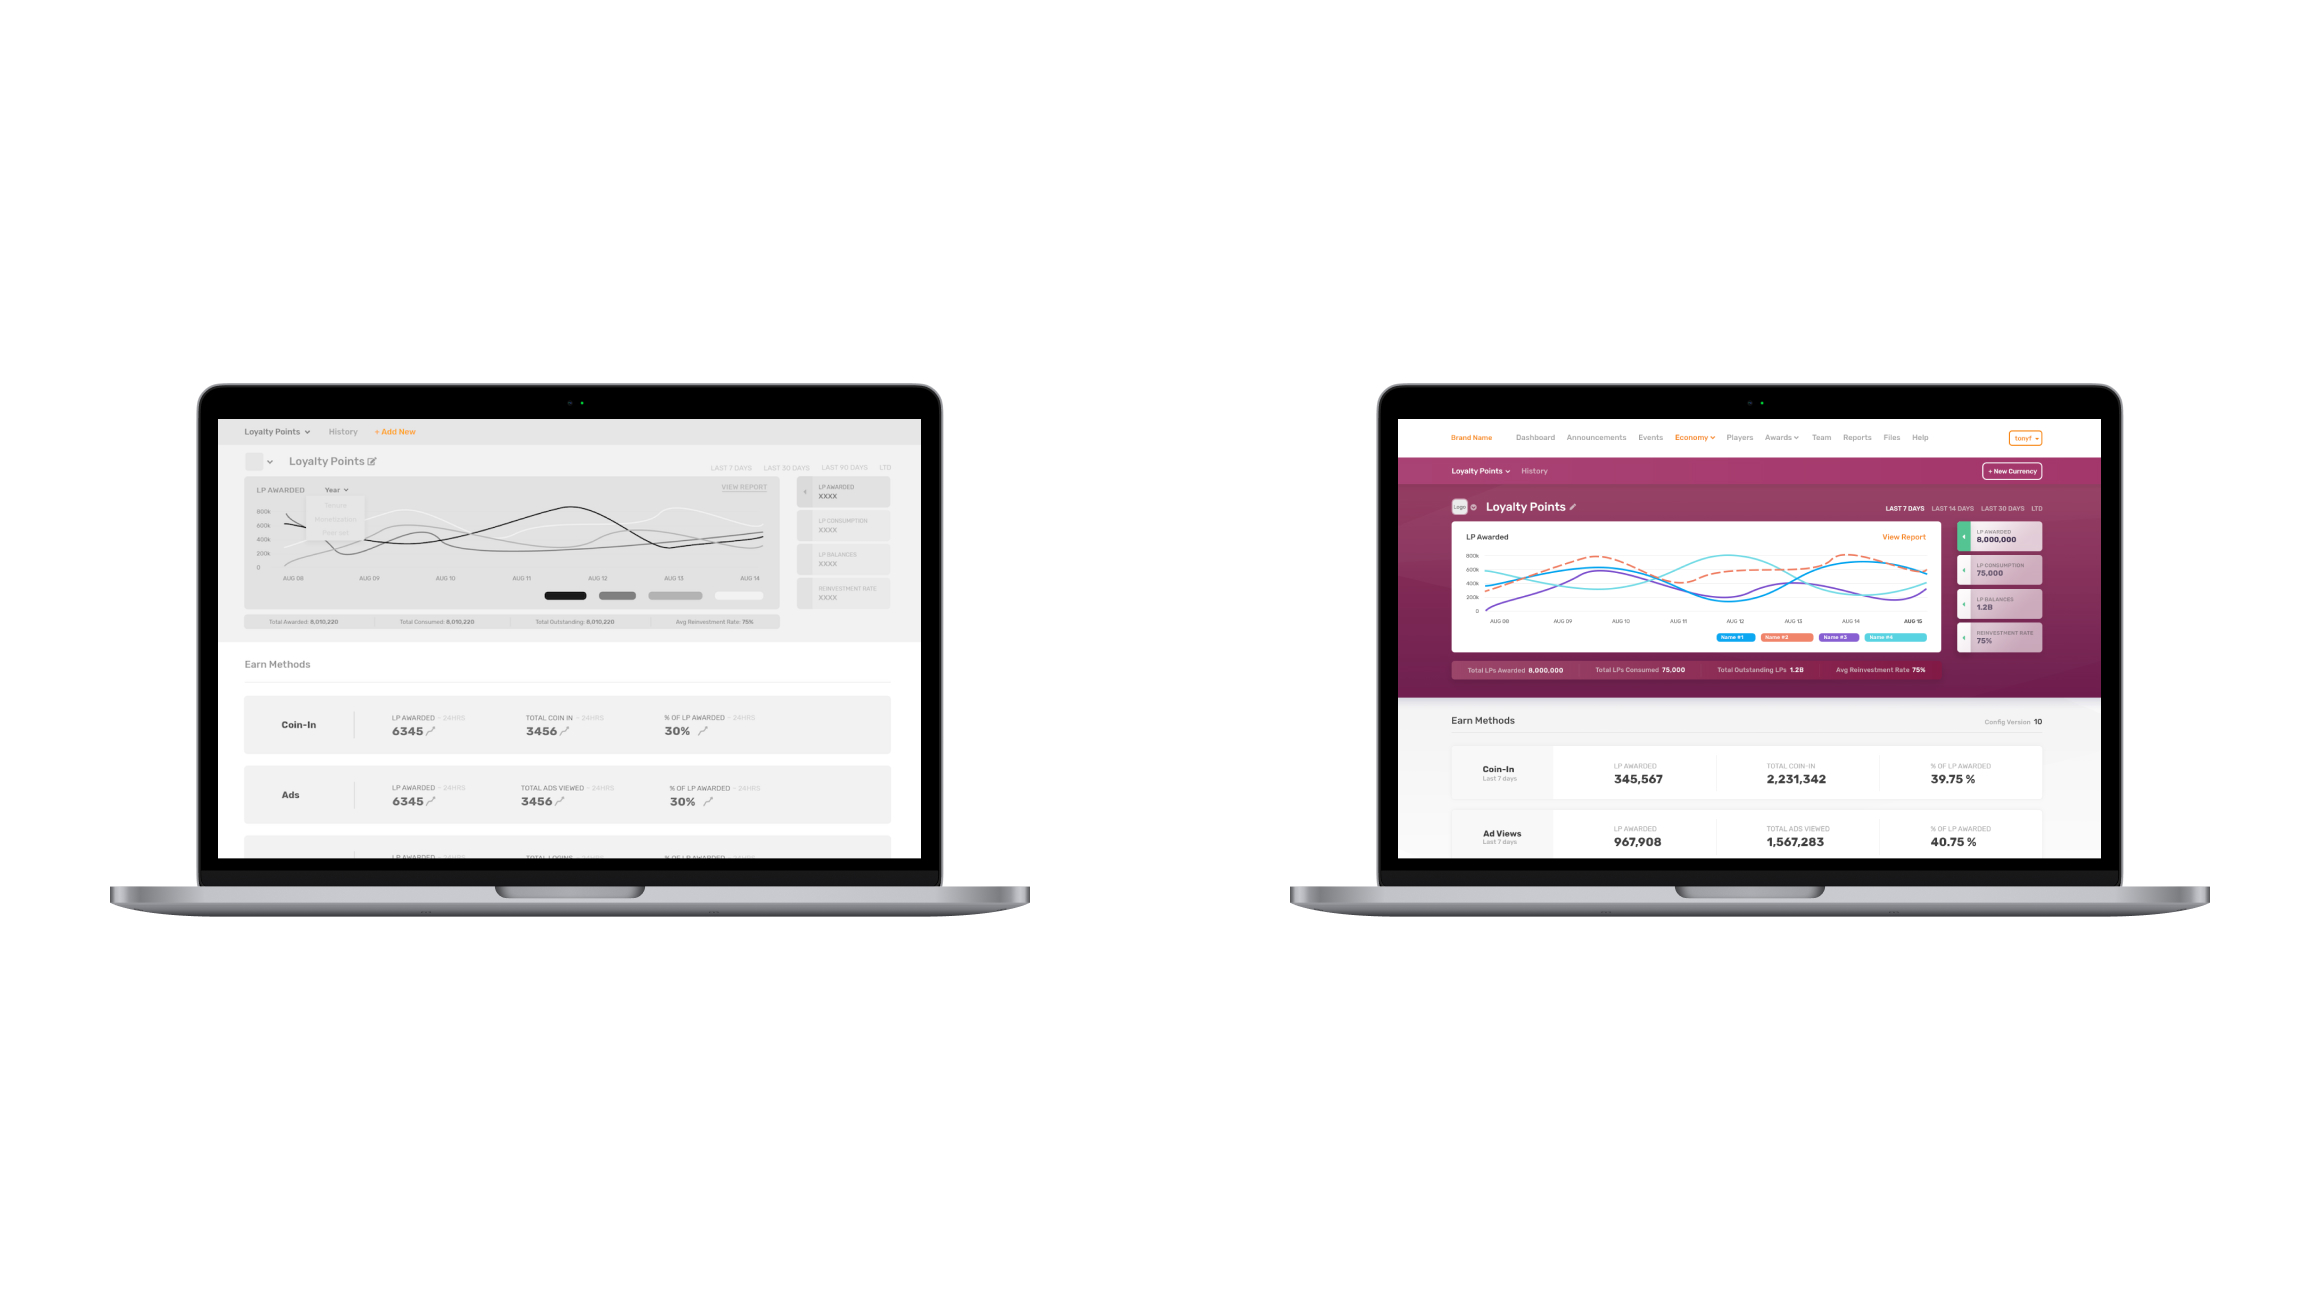 Loyalty Points History + Add New
Loyalty Points
LAST 7 DAYS LAST 30 DAYS LAST 90 DAYS LTD
LP AWARDED Year VIEW REPORT
Tenure
Monetization
First bet
800k
600k
400k
200k
0
AUG 08 AUG 09 AUG 10 AUG 11 AUG 12 AUG 13 AUG 14
LP AWARDED
XXXX
LP CONSUMPTION
XXXX
LP BALANCES
XXXX
REINVESTMENT RATE
XXXX
Total Awarded: 8,010,220 Total Consumed: 8,010,220 Total Outstanding: 8,010,220 Avg Reinvestment Rate: 75%
Earn Methods
Coin-In
LP AWARDED - 24HRS
6345
TOTAL COIN IN - 24HRS
3456
% OF LP AWARDED - 24HRS
30%
Ads
LP AWARDED - 24HRS
6345
TOTAL ADS VIEWED - 24HRS
3456
% OF LP AWARDED - 24HRS
30%
LP AWARDED - 24HRS TOTAL LOGINS - 24HRS % OF LP AWARDED - 24HRS
Brand Name Dashboard Announcements Events Economy Players Awards Team Reports Files Help tonyf
Loyalty Points History + New Currency
Logo Loyalty Points
LAST 7 DAYS LAST 14 DAYS LAST 30 DAYS LTD
LP Awarded View Report
800k
600k
400k
200k
0
AUG 08 AUG 09 AUG 10 AUG 11 AUG 12 AUG 13 AUG 14 AUG 15
Name #1 Name #2 Name #3 Name #4
LP AWARDED
8,000,000
LP CONSUMPTION
75,000
LP BALANCES
1.2B
REINVESTMENT RATE
75%
Total LPs Awarded 8,000,000 Total LPs Consumed 75,000 Total Outstanding LPs 1.2B Avg Reinvestment Rate 75%
Earn Methods Config Version 10
Coin-In
Last 7 days
LP AWARDED
345,567
TOTAL COIN-IN
2,231,342
% OF LP AWARDED
39.75 %
Ad Views
Last 7 days
LP AWARDED
967,908
TOTAL ADS VIEWED
1,567,283
% OF LP AWARDED
40.75 %